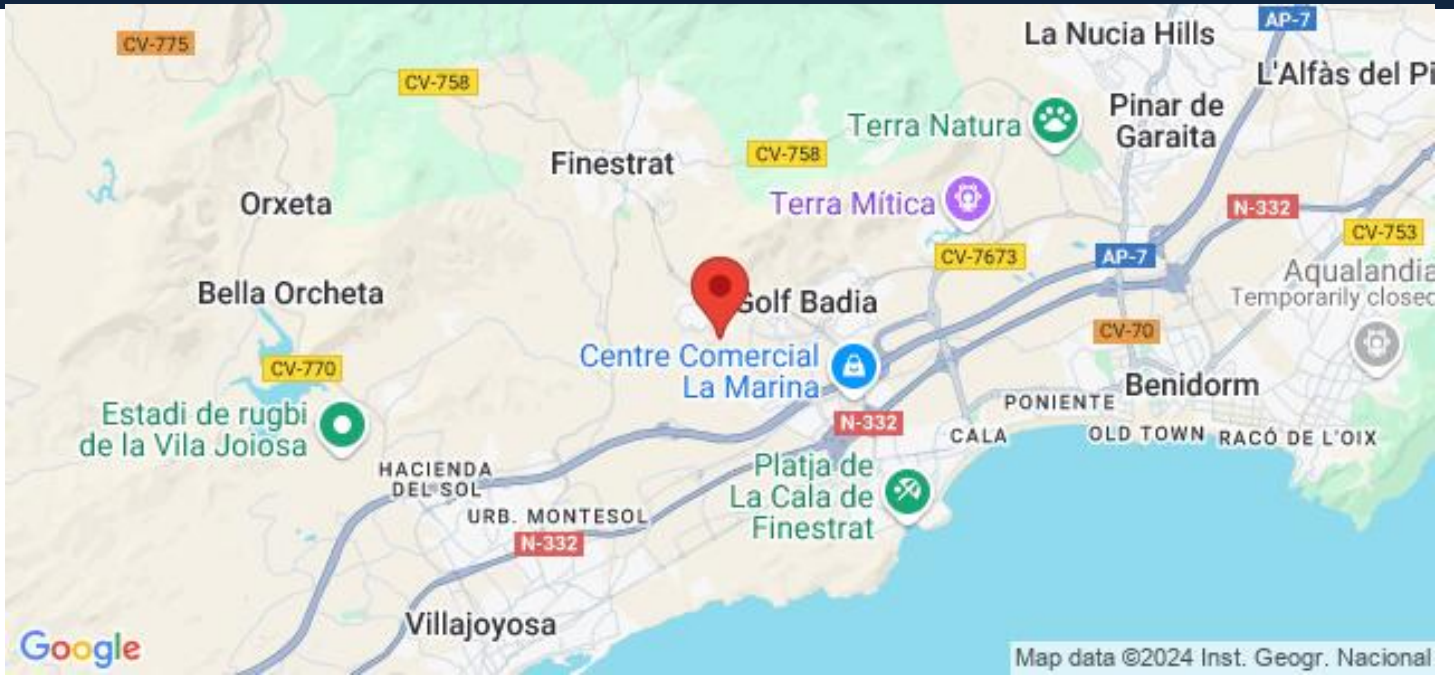 CV-775
CV-758
La Nucia Hills
AP-7
L'Alfàs del Pi
Pinar de
Garaita
Terra Natura
Finestrat
CV-758
Orxeta
Terra Mítica
N-332
CV-753
CV-7673
AP-7
Aqualandia
Temporarily closed
Bella Orcheta
Golf Badia
CV-70
Centre Comercial
La Marina
CV-770
Benidorm
PONIENTE
Estadi de rugbi
de la Vila Joiosa
N-332
CALA
OLD TOWN
RACÓ DE L'OIX
HACIENDA
DEL SOL
Platja de
La Cala de
Finestrat
URB. MONTESOL
N-332
Villajoyosa
Google
Map data ©2024 Inst. Geogr. Nacional